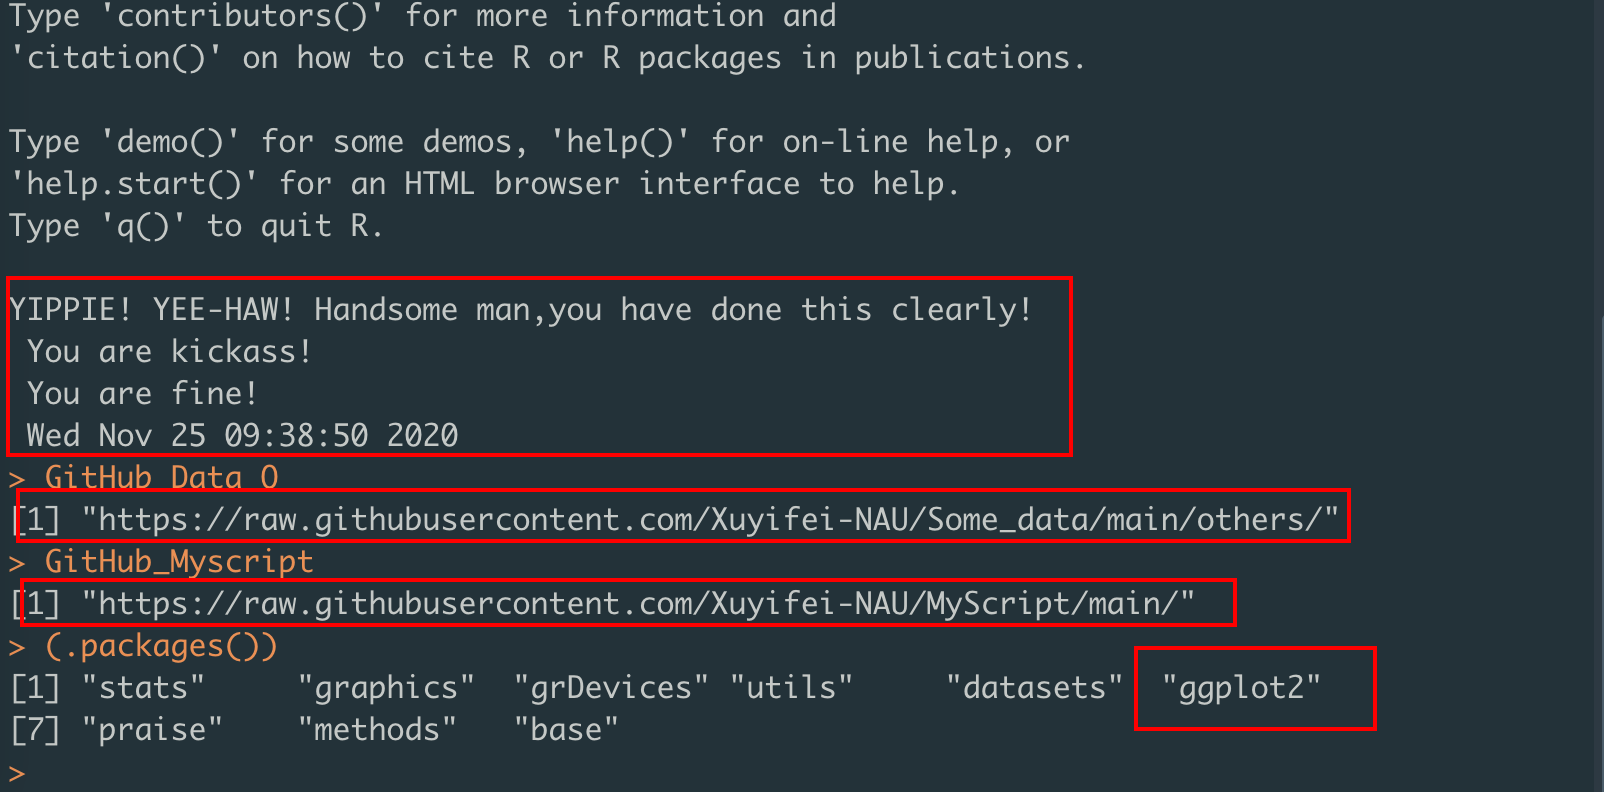 Type 'contributors()' for more information and
'citation()' on how to cite R or R packages in publications.
Type 'demo()' for some demos, 'help()' for on-line help, or
'help.start()' for an HTML browser interface to help.
Type 'q()' to quit R.
YIPPIE! YEE-HAW! Handsome man,you have done this clearly!
You are kickass!
You are fine!
Wed Nov 25 09:38:50 2020
> GitHub_Data_O
[1] "https://raw.githubusercontent.com/Xuyifei-NAU/Some_data/main/others/"
> GitHub_Myscript
[1] "https://raw.githubusercontent.com/Xuyifei-NAU/MyScript/main/"
> (.packages())
[1] "stats" "graphics" "grDevices" "utils" "datasets" "ggplot2"
[7] "praise" "methods" "base"
>